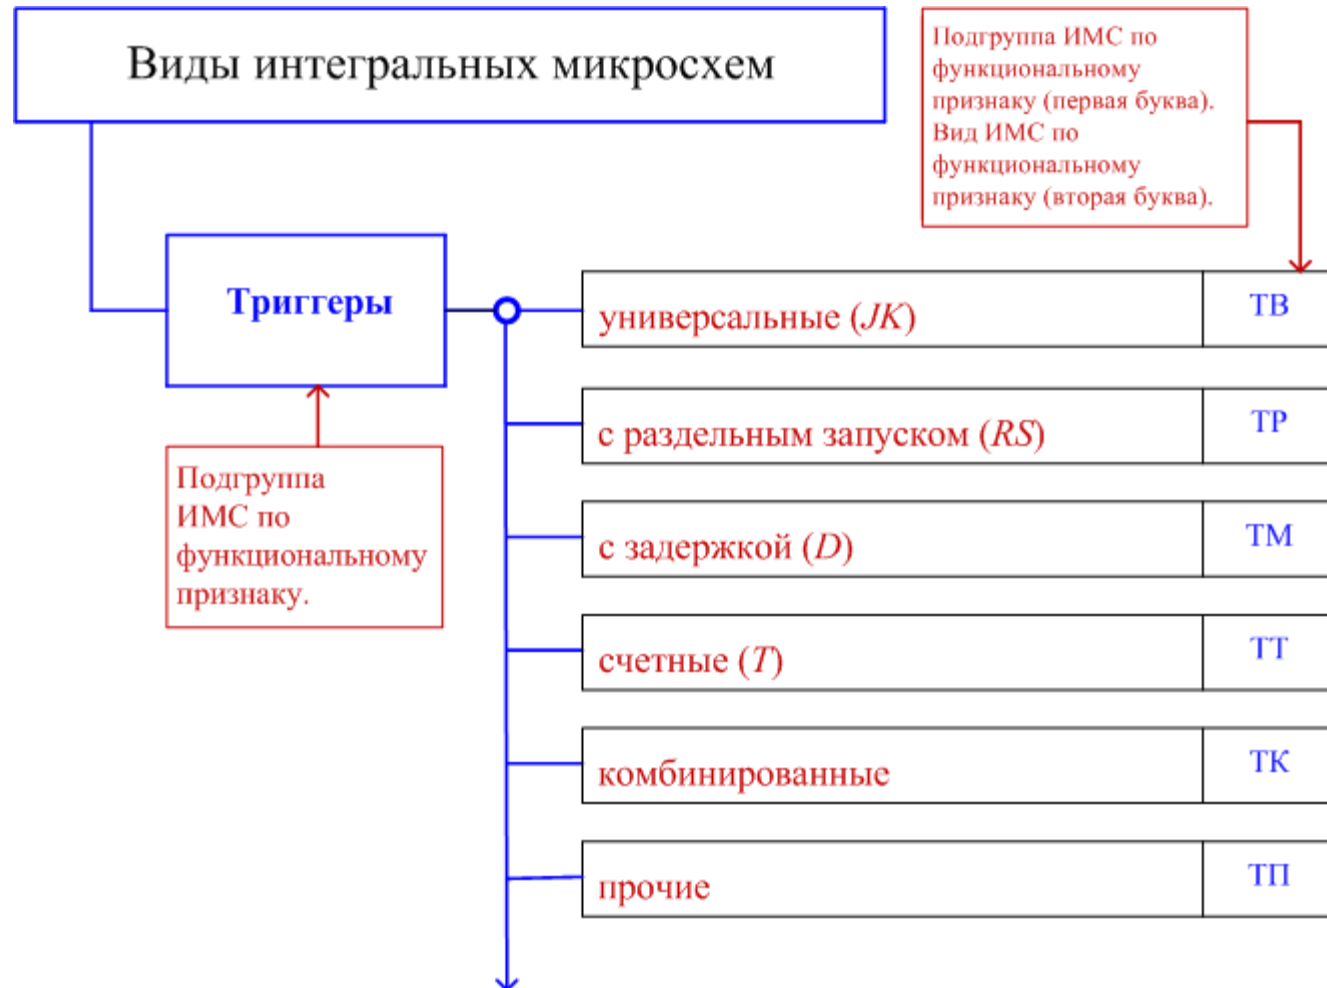 Виды интегральных микросхем
Подгруппа ИМС по
функциональному
признаку (первая буква).
Вид ИМС по
функциональному
признаку (вторая буква).
Триггеры
универсальные (JK)
ТВ
с раздельным запуском (RS)
ТР
Подгруппа
ИМС по
функциональному
признаку.
с задержкой (D)
ТМ
счетные (T)
ТТ
комбинированные
ТК
прочие
ТП